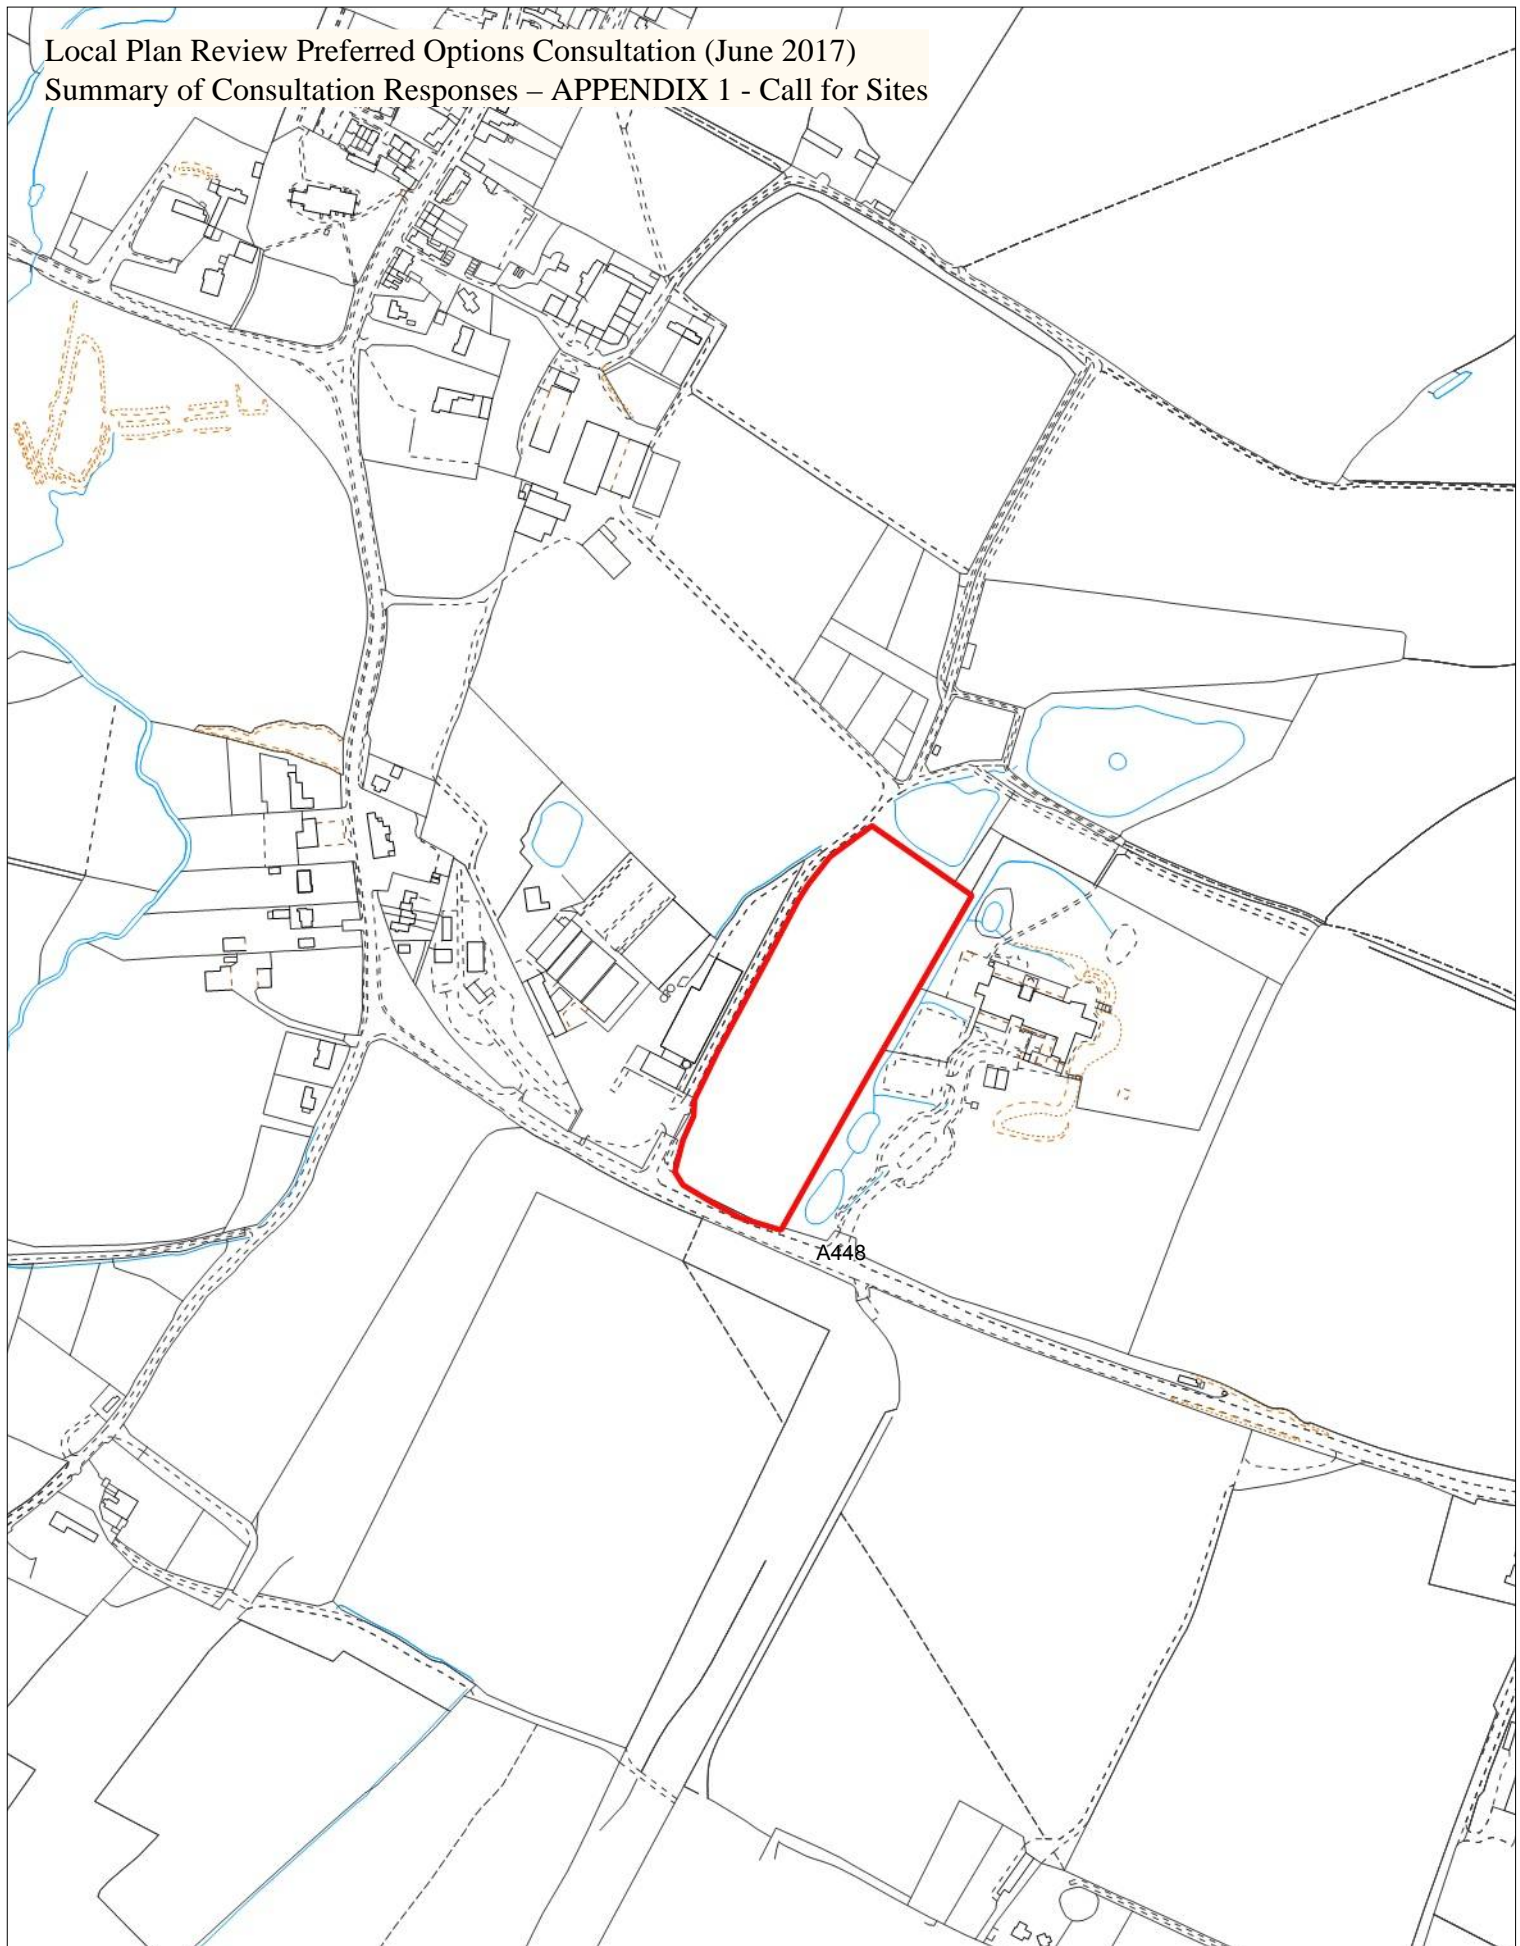 Local Plan Review Preferred Options Consultation (June 2017)
Summary of Consultation Responses – APPENDIX 1 - Call for Sites
A448